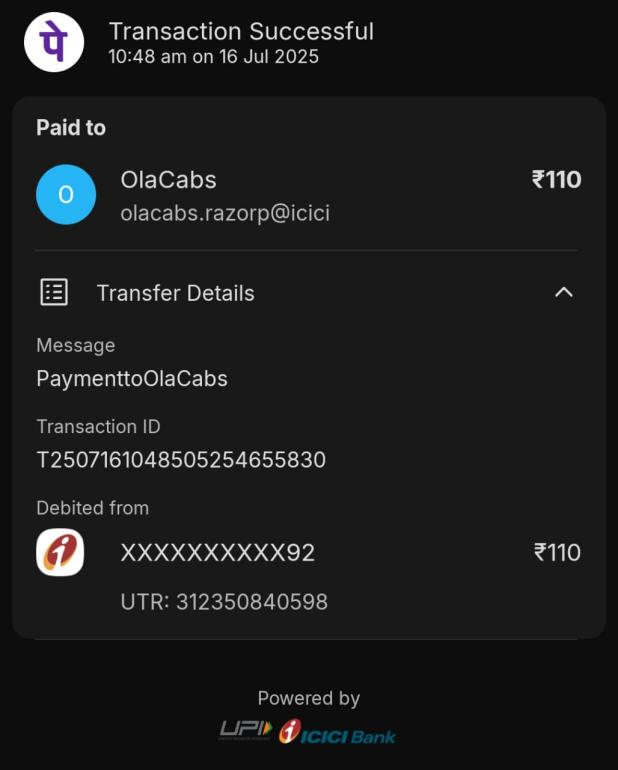 पे
Transaction Successful
10:48 am on 16 Jul 2025
Paid to
O
OlaCabs
₹110
olacabs.razorp@icici
Transfer Details
Message
PaymenttoOlaCabs
Transaction ID
T2507161048505254655830
Debited from
XXXXXXXXXX92
₹110
UTR: 312350840598
Powered by
UPI ICICI Bank